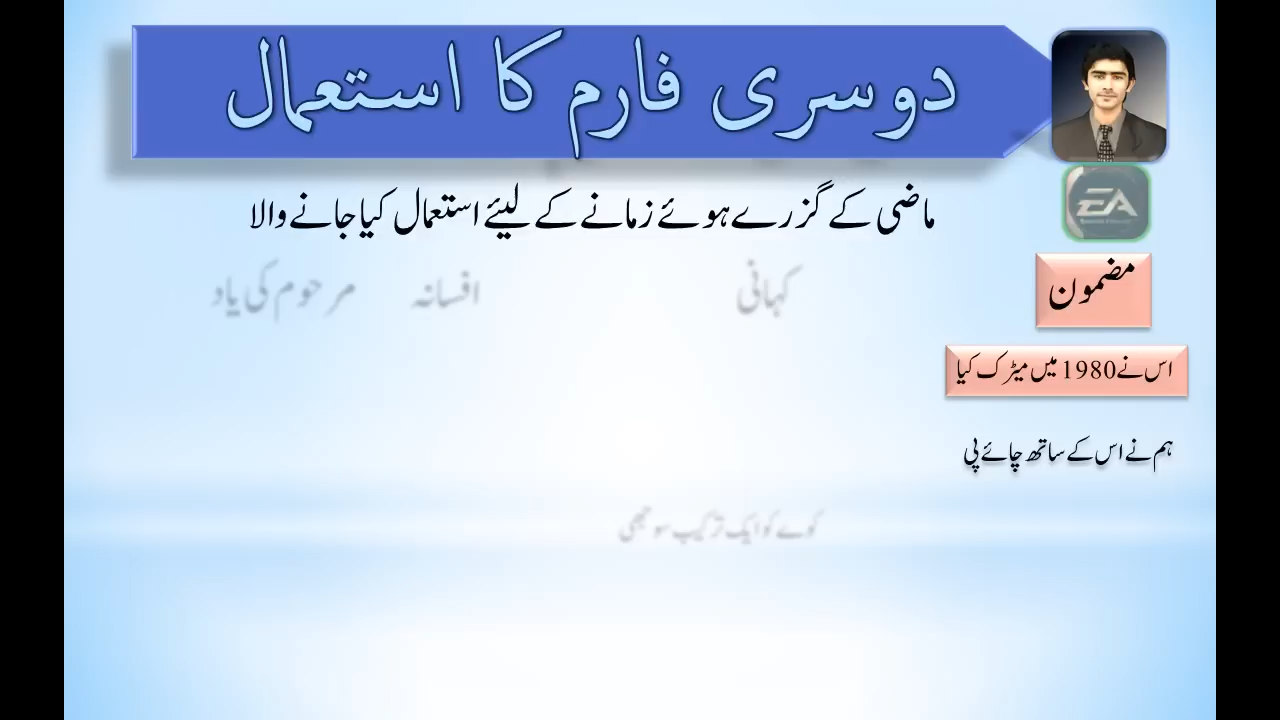 دوسری فارم کا استعمال
EA
ماضی کے گزرے ہوئے زمانے کے لیئے استعمال کیا جانے والا
مضمون
کہانی
افسانہ
مرحوم کی یاد
اس نے 1980 میں میٹرک کیا
ہم نے اس کے ساتھ چائے پی
کوے کو ایک ترکیب سوجھی